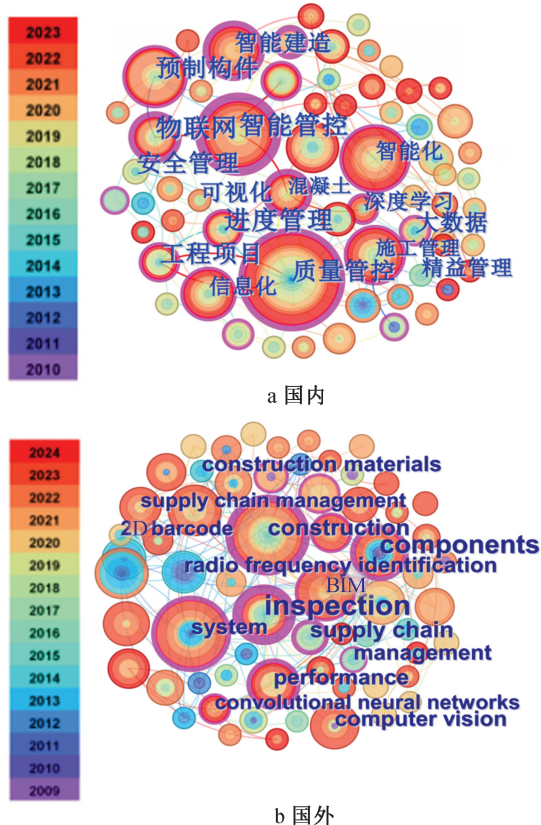 2023
2022
2021
2020
2019
2018
2017
2016
2015
2014
2013
2012
2011
2010
智能建造
预制构件
物联网 智能管控
智能化
安全管理
可视化
混凝土
深度学习
进度管理
大数据
工程项目
施工管理
质量管控
精益管理
信息化
a 国内
2024
2023
2022
2021
2020
2019
2018
2017
2016
2015
2014
2013
2012
2011
2010
2009
construction materials
supply chain management
2D barcode
construction
components
radio frequency identification
BIM
inspection
system
supply chain
management
performance
convolutional neural networks
computer vision
b 国外